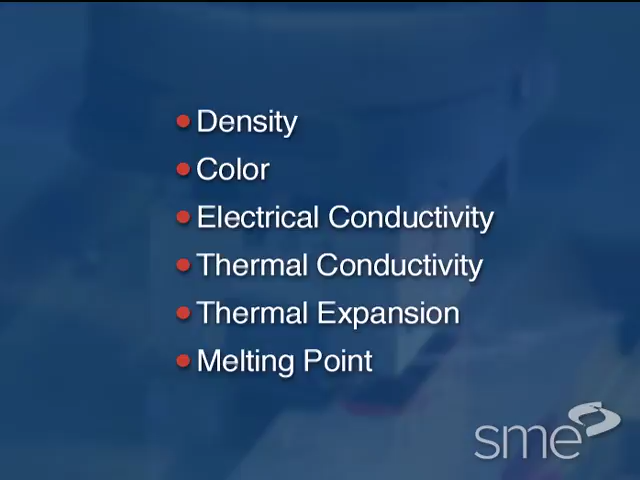 Density
Color
Electrical Conductivity
Thermal Conductivity
Thermal Expansion
Melting Point
sme